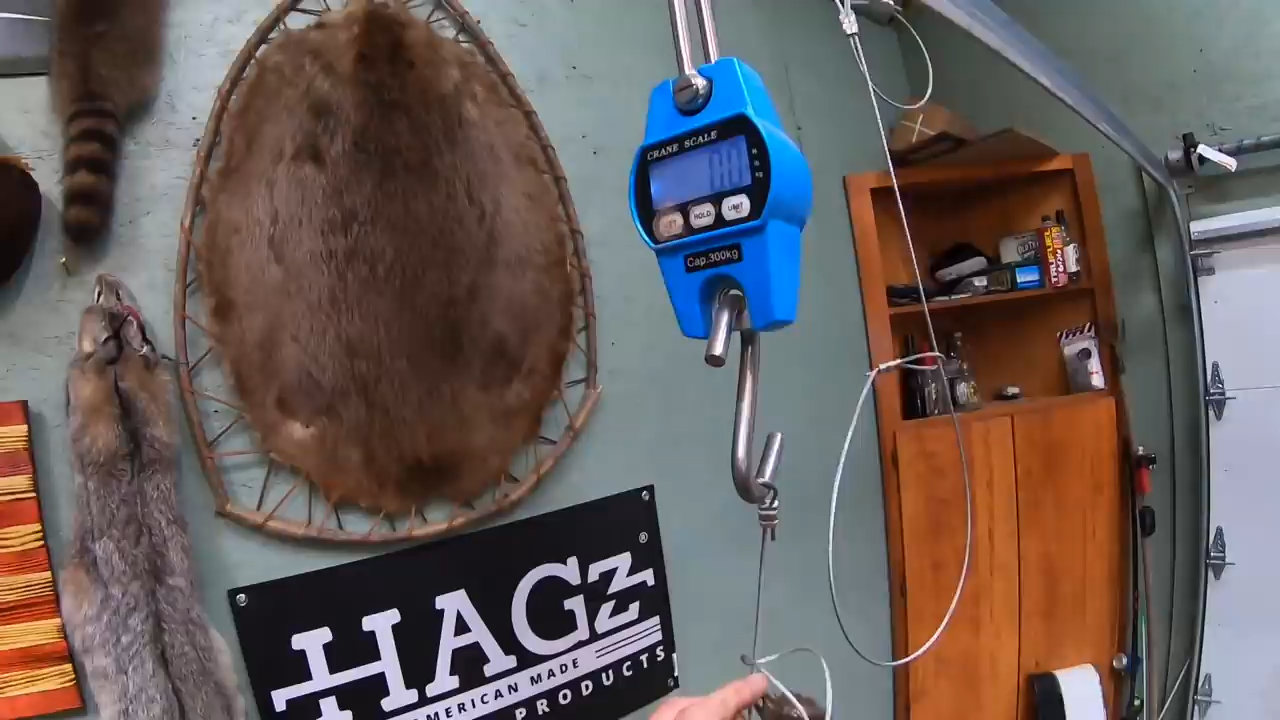 CRANE SCALE
HOLD
UNIT
Cap.300kg
HAGz®
AMERICAN MADE
PRODUCTS